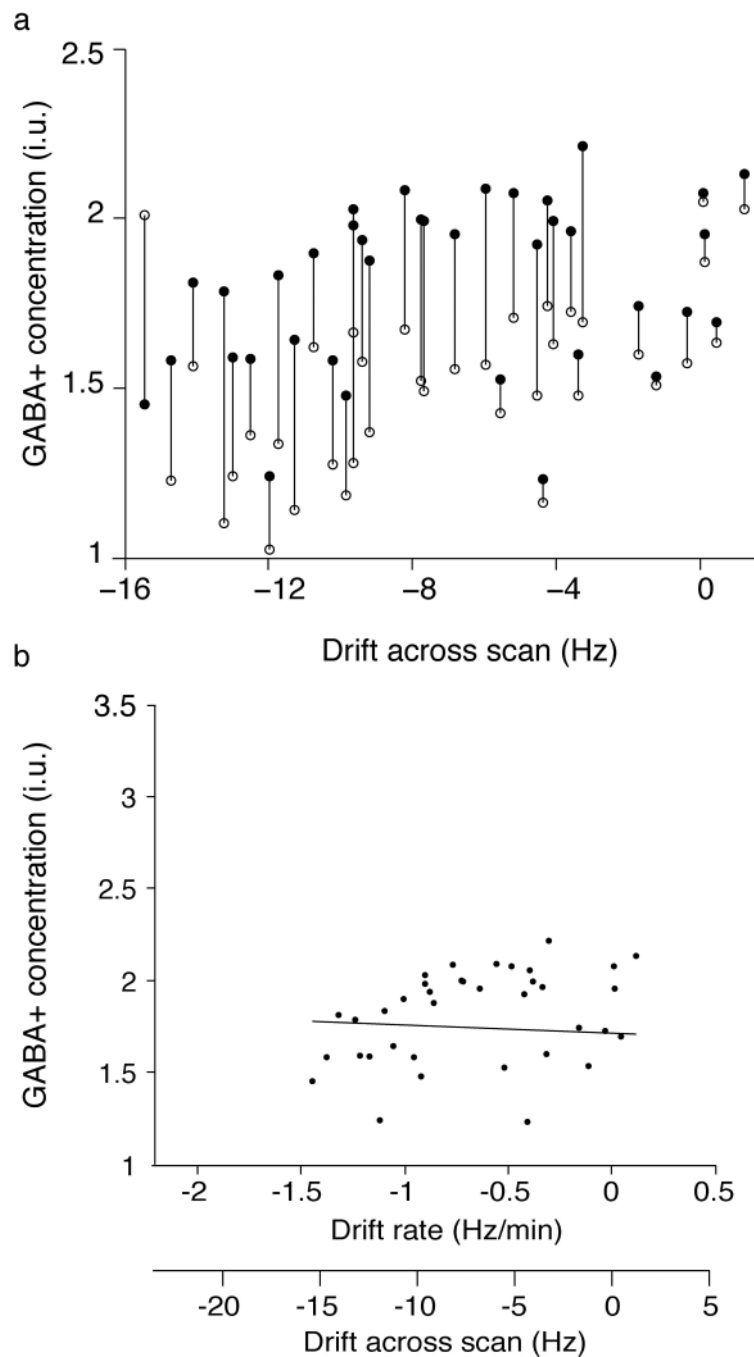 a
2.5
2
1.5
1
GABA+ concentration (i.u.)
−16 −12 −8 −4 0
Drift across scan (Hz)
b
3.5
3
2.5
2
1.5
1
GABA+ concentration (i.u.)
-2 -1.5 -1 -0.5 0 0.5
Drift rate (Hz/min)
-20 -15 -10 -5 0 5
Drift across scan (Hz)